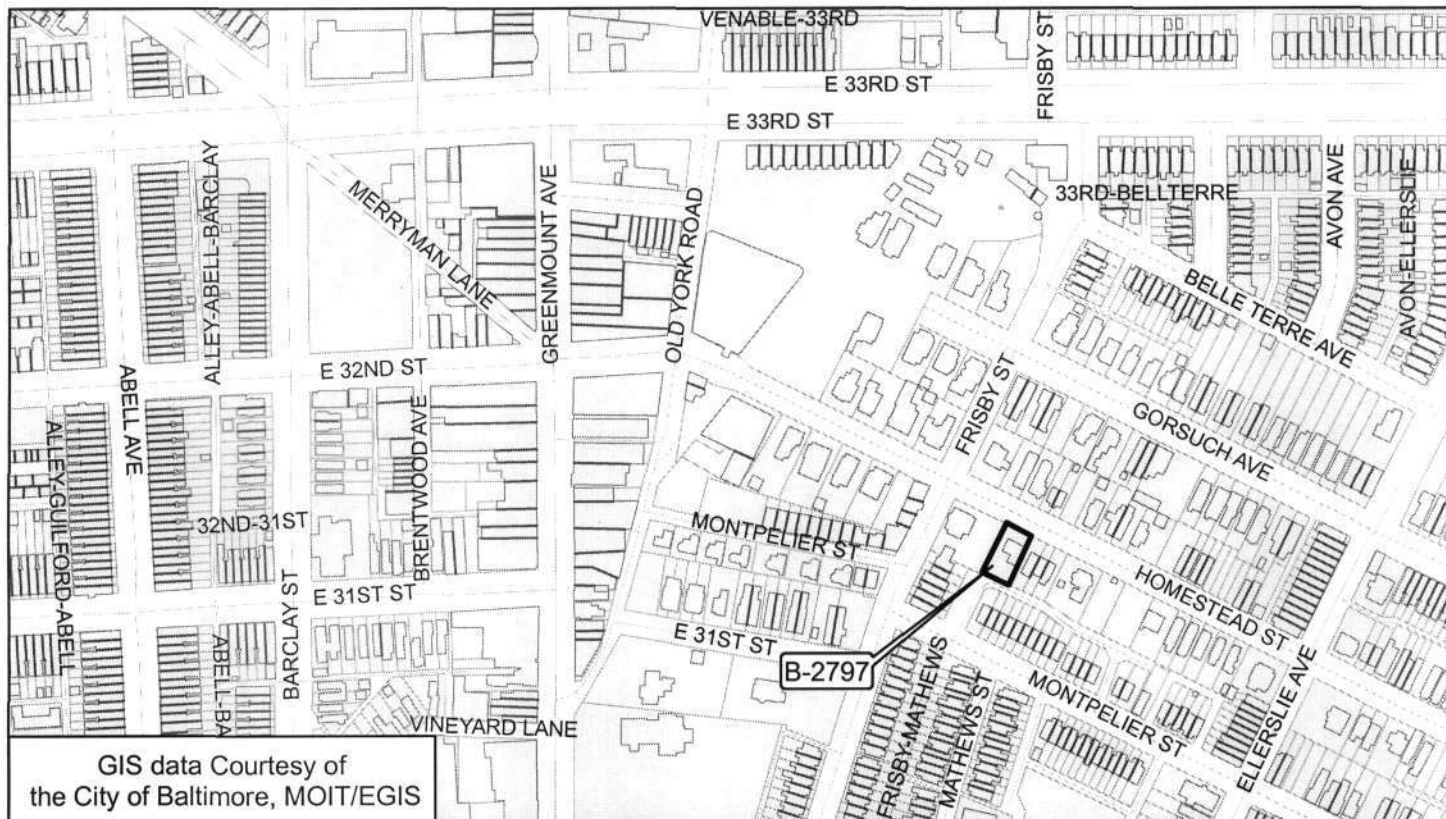 VENABLE-33RD
E 33RD ST
FRISBY ST
E 33RD ST
ALLEY-ABELL-BARCLAY
MERRYMAN LANE
GREENMOUNT AVE
OLD YORK ROAD
33RD-BELLTERRE
AVON AVE
AVON-ELLERSLIE
BELLE TERRE AVE
E 32ND ST
ABELL AVE
BRENTWOOD AVE
FRISBY ST
GORSUCH AVE
ALLEY-GUILFORD-ABELL
32ND-31ST
MONTPELIER ST
HOMESTEAD ST
E 31ST ST
BARCLAY ST
ABELL-BA
E 31ST ST
B-2797
FRISBY-MATHEWS
MATHEWS ST
MONTPELIER ST
ELLERSLIE AVE
VINEYARD LANE
GIS data Courtesy of
the City of Baltimore, MOIT/EGIS